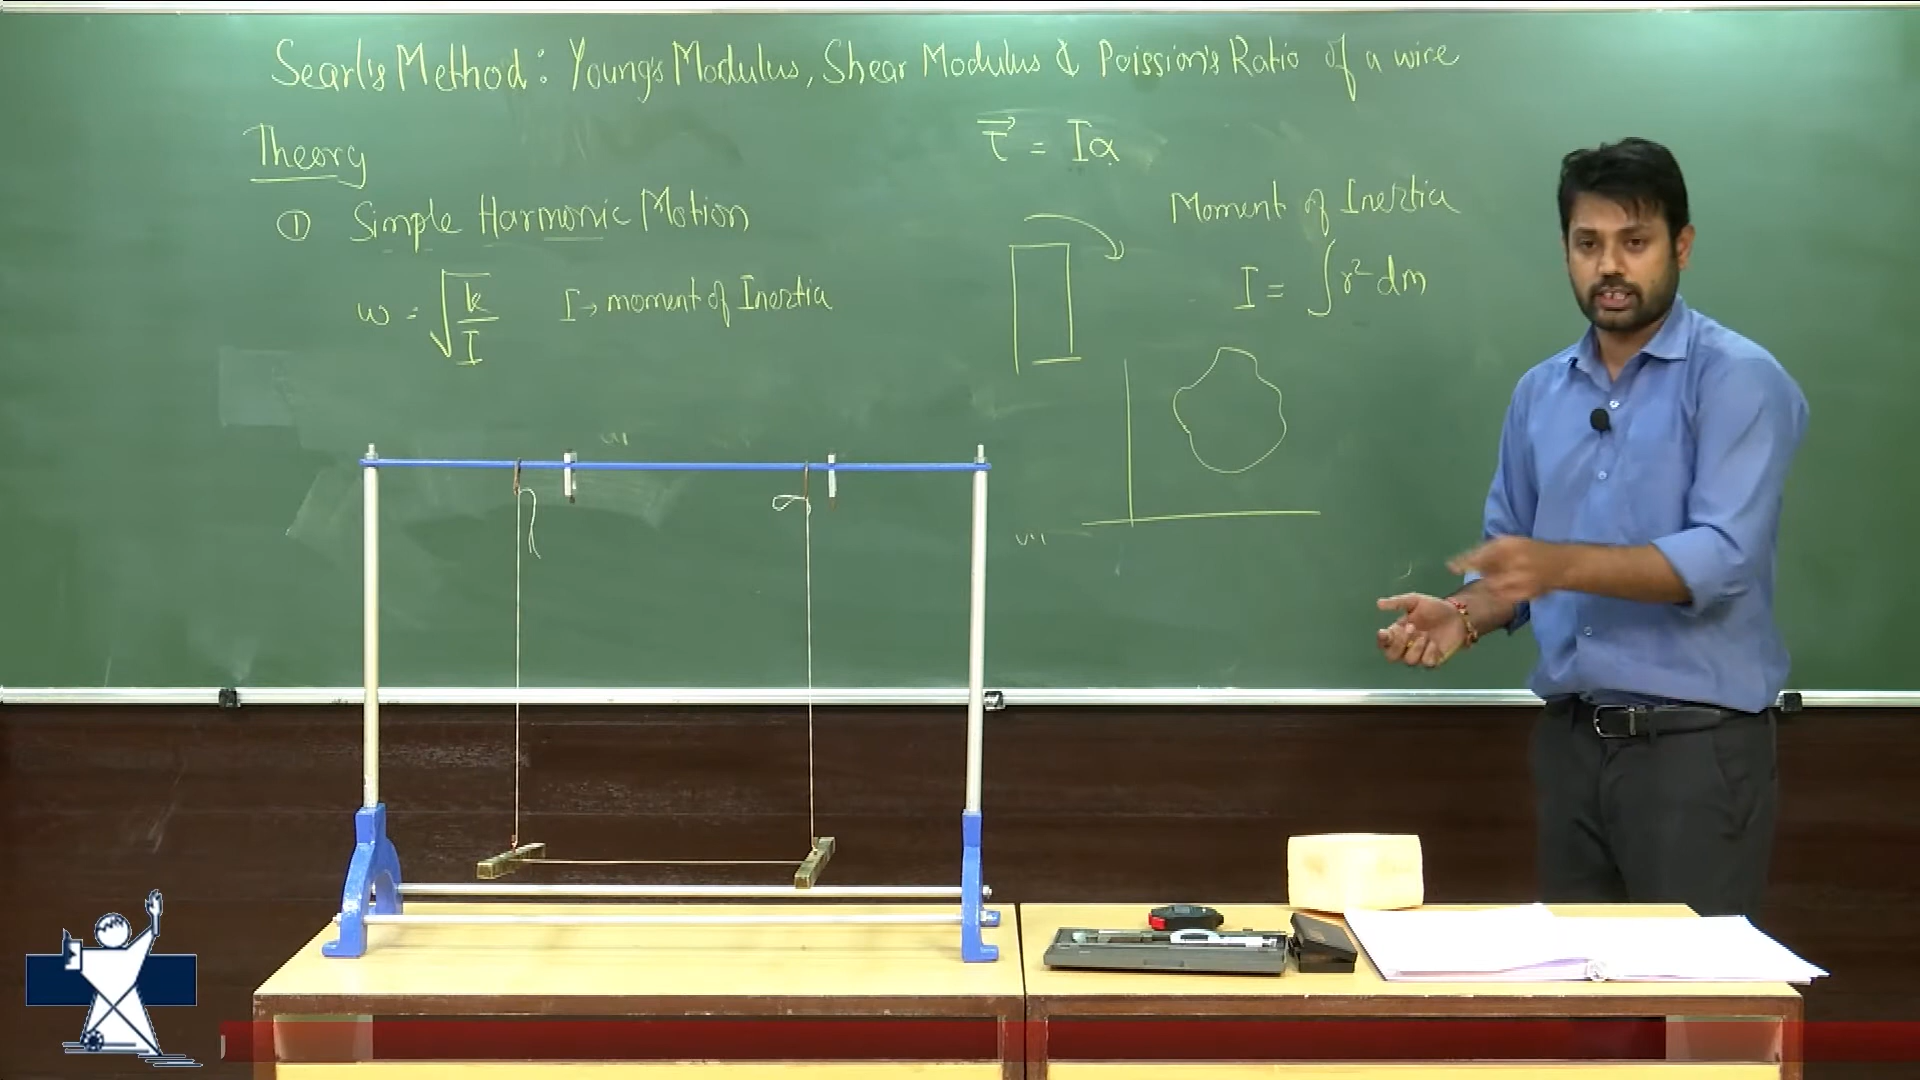 Searl's Method: Young's Modulus, Shear Modulus & Poission's Ratio of a wire
Theory
① Simple Harmonic Motion
w = √k/I I → moment of Inertia
τ⃗ = Iα
Moment of Inertia
I = ∫r² dm